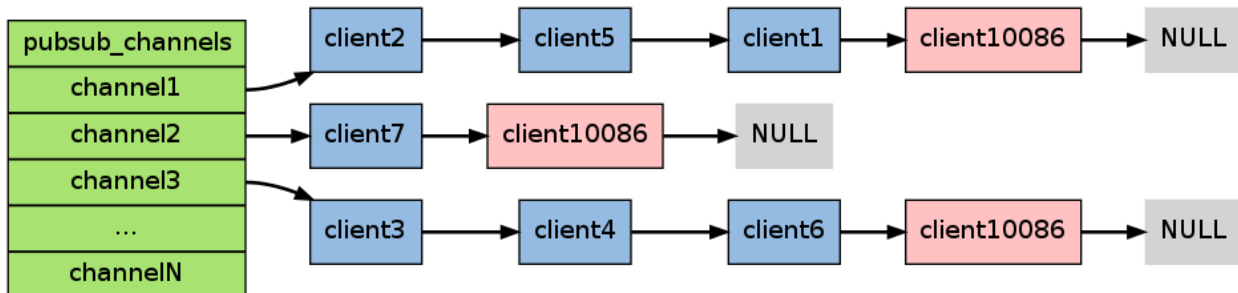 pubsub_channels
channel1
channel2
channel3
...
channelN
client2 client5 client1 client10086 NULL
client7 client10086 NULL
client3 client4 client6 client10086 NULL